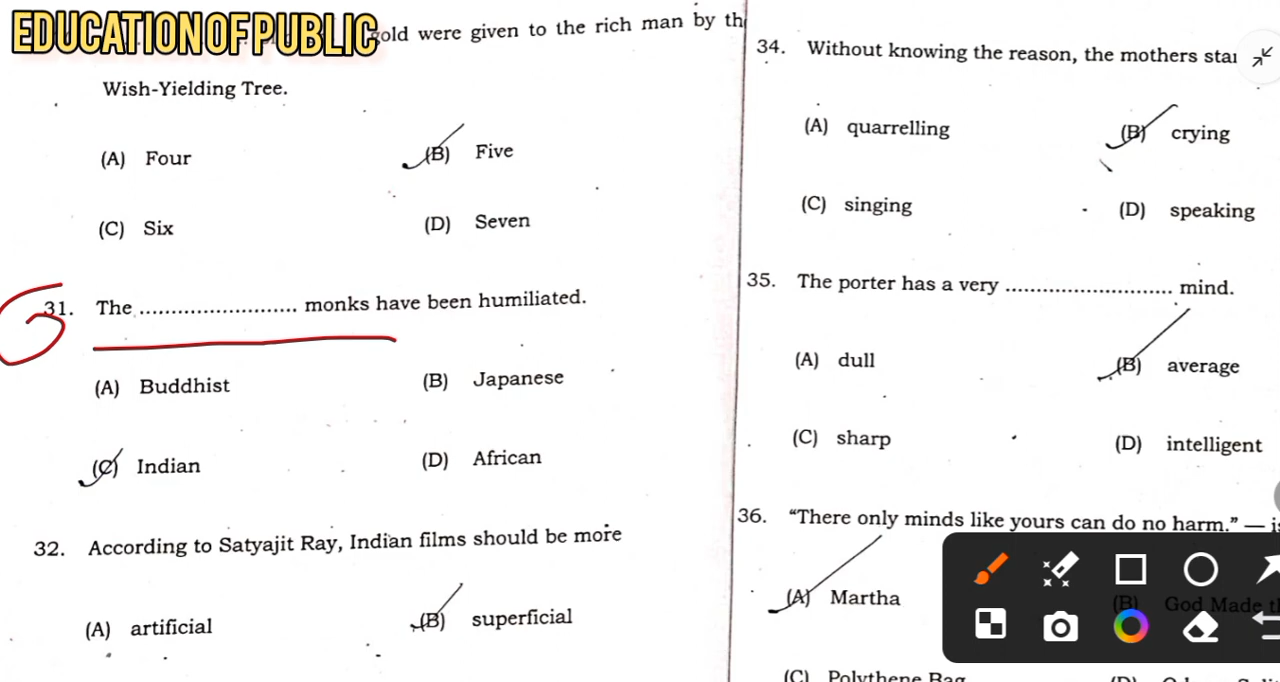 EDUCATIONOFPUBLIC
gold were given to the rich man by th
Wish-Yielding Tree.
(A) Four
(B) Five
(C) Six
(D) Seven
31. The .......................... monks have been humiliated.
(A) Buddhist
(B) Japanese
(C) Indian
(D) African
32. According to Satyajit Ray, Indian films should be more
(A) artificial
(B) superficial
34. Without knowing the reason, the mothers star
(A) quarrelling
(B) crying
(C) singing
(D) speaking
35. The porter has a very ............................ mind.
(A) dull
(B) average
(C) sharp
(D) intelligent
36. “There only minds like yours can do no harm.” — is
(A) Martha
(B) God Made t
(C) Polythene Bag